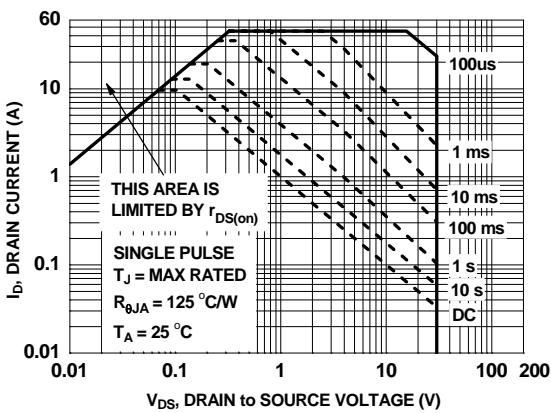 60
10
1
0.1
0.01
I_D, DRAIN CURRENT (A)
100us
1 ms
10 ms
100 ms
1 s
10 s
DC
THIS AREA IS
LIMITED BY r_DS(on)
SINGLE PULSE
T_J = MAX RATED
R_θJA = 125 °C/W
T_A = 25 °C
0.01
0.1
1
10
100
200
V_DS, DRAIN to SOURCE VOLTAGE (V)